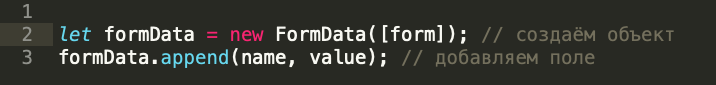 1
2 let formData = new FormData([form]); // создаём объект
3 formData.append(name, value); // добавляем поле